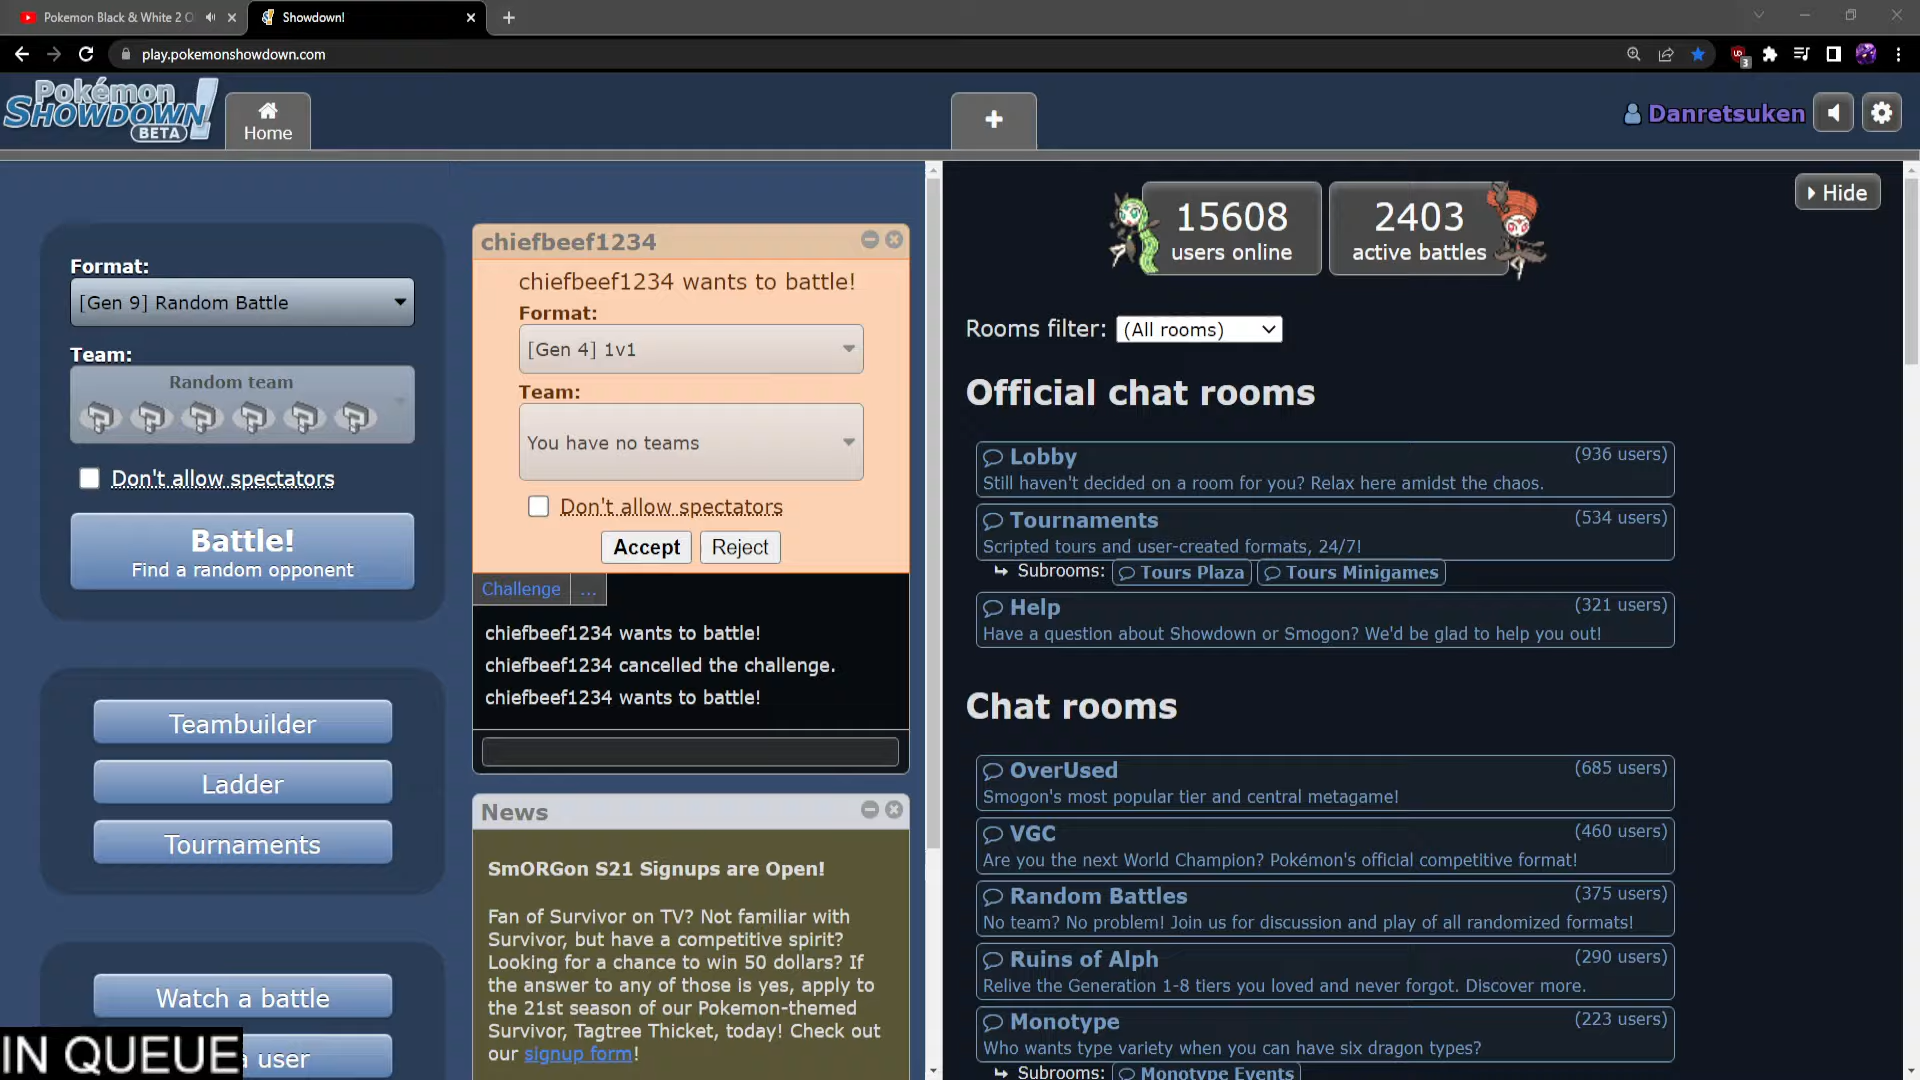 Pokemon Black & White 2 O
Showdown!
play.pokemonshowdown.com
3
Pokémon
SHOWDOWN!
BETA
Home
+
Danretsuken
Format:
[Gen 9] Random Battle
Team:
Random team
Don't allow spectators
Battle!
Find a random opponent
Teambuilder
Ladder
Tournaments
Watch a battle
a user
IN QUEUE
chiefbeef1234
chiefbeef1234 wants to battle!
Format:
[Gen 4] 1v1
Team:
You have no teams
Don't allow spectators
Accept
Reject
Challenge
...
chiefbeef1234 wants to battle!
chiefbeef1234 cancelled the challenge.
chiefbeef1234 wants to battle!
News
SmORGon S21 Signups are Open!
Fan of Survivor on TV? Not familiar with
Survivor, but have a competitive spirit?
Looking for a chance to win 50 dollars? If
the answer to any of those is yes, apply to
the 21st season of our Pokemon-themed
Survivor, Tagtree Thicket, today! Check out
our signup form!
15608
users online
2403
active battles
Hide
Rooms filter: (All rooms)
Official chat rooms
Lobby (936 users)
Still haven't decided on a room for you? Relax here amidst the chaos.
Tournaments (534 users)
Scripted tours and user-created formats, 24/7!
Subrooms: Tours Plaza Tours Minigames
Help (321 users)
Have a question about Showdown or Smogon? We'd be glad to help you out!
Chat rooms
OverUsed (685 users)
Smogon's most popular tier and central metagame!
VGC (460 users)
Are you the next World Champion? Pokémon's official competitive format!
Random Battles (375 users)
No team? No problem! Join us for discussion and play of all randomized formats!
Ruins of Alph (290 users)
Relive the Generation 1-8 tiers you loved and never forgot. Discover more.
Monotype (223 users)
Who wants type variety when you can have six dragon types?
Subrooms: Monotype Events